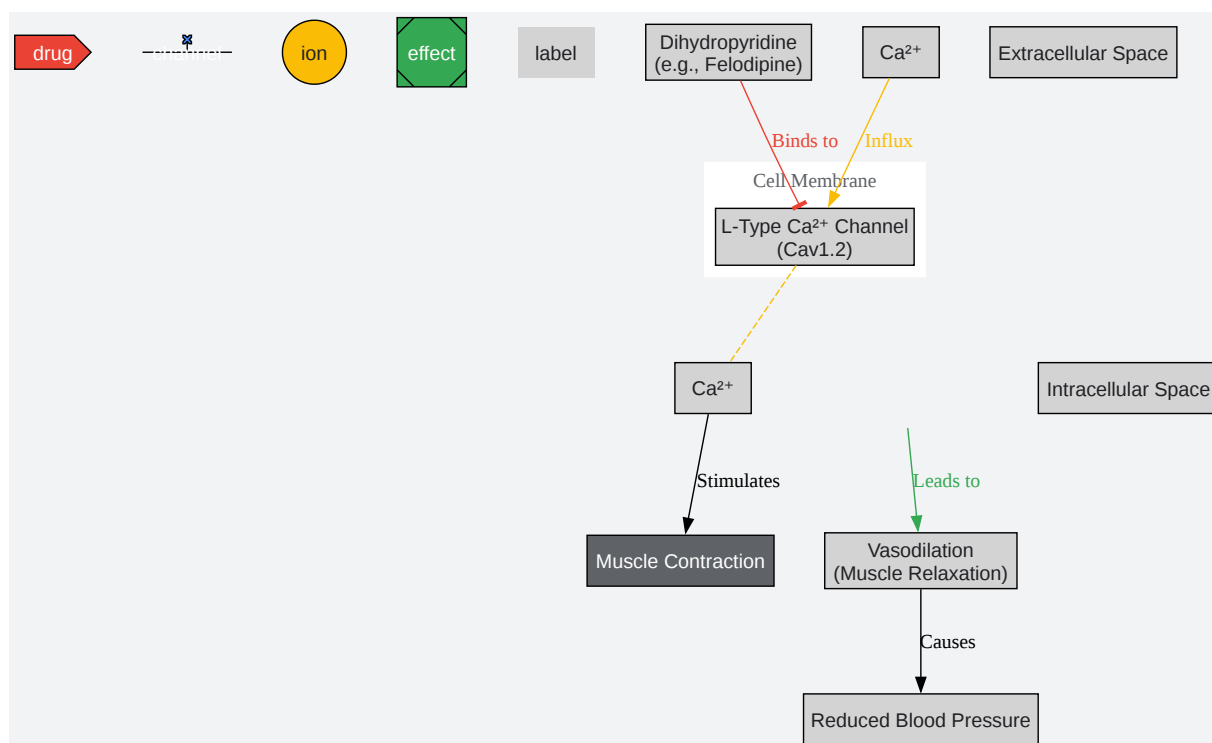 drug
channel
ion
effect
label
Dihydropyridine
(e.g., Felodipine)
Ca²⁺
Extracellular Space
Binds to
Influx
Cell Membrane
L-Type Ca²⁺ Channel
(Cav1.2)
Ca²⁺
Intracellular Space
Stimulates
Leads to
Muscle Contraction
Vasodilation
(Muscle Relaxation)
Causes
Reduced Blood Pressure